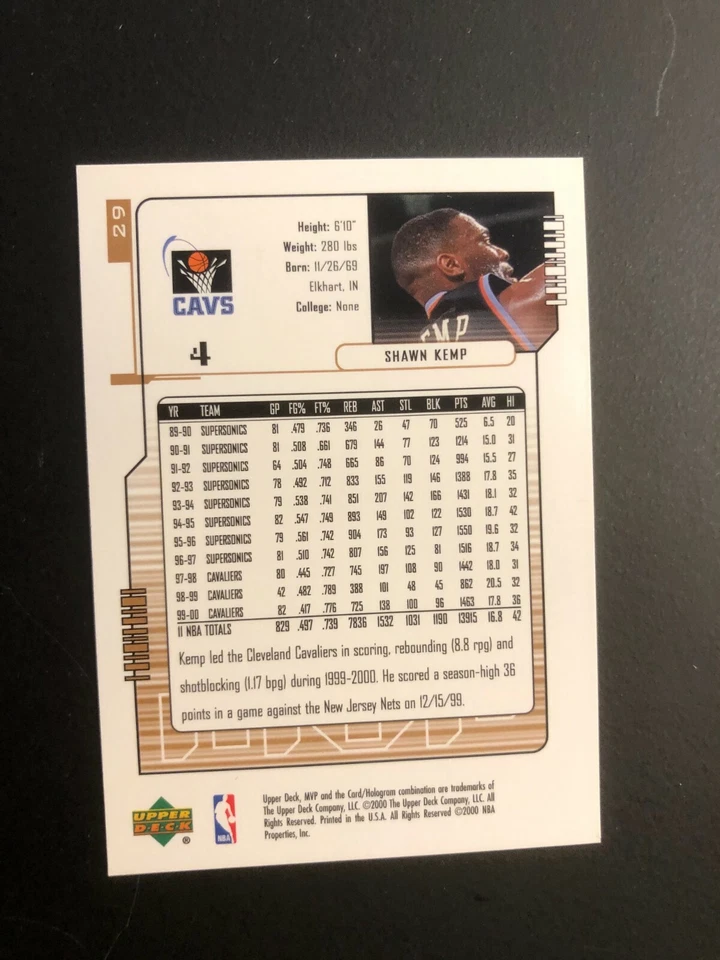 29
Height: 6'10"
Weight: 280 lbs
Born: 11/26/69
Elkhart, IN
College: None
CAVS
4
KEMP
SHAWN KEMP
YR TEAM GP FG% FT% REB AST STL BLK PTS AVG HI
89-90 SUPERSONICS 81 .479 .736 346 26 47 70 525 6.5 20
90-91 SUPERSONICS 81 .508 .661 679 144 77 123 1214 15.0 31
91-92 SUPERSONICS 64 .504 .748 665 86 70 124 994 15.5 27
92-93 SUPERSONICS 78 .492 .712 833 155 119 146 1388 17.8 35
93-94 SUPERSONICS 79 .538 .741 851 207 142 166 1431 18.1 32
94-95 SUPERSONICS 82 .547 .749 893 149 102 122 1530 18.7 42
95-96 SUPERSONICS 79 .561 .742 904 173 93 127 1550 19.6 32
96-97 SUPERSONICS 81 .510 .742 807 156 125 81 1516 18.7 34
97-98 CAVALIERS 80 .445 .727 745 197 108 90 1442 18.0 31
98-99 CAVALIERS 42 .482 .789 388 101 48 45 862 20.5 32
99-00 CAVALIERS 82 .417 .776 725 138 100 96 1463 17.8 36
11 NBA TOTALS 829 .497 .739 7836 1532 1031 1190 13915 16.8 42
Kemp led the Cleveland Cavaliers in scoring, rebounding (8.8 rpg) and
shotblocking (1.17 bpg) during 1999-2000. He scored a season-high 36
points in a game against the New Jersey Nets on 12/15/99.
UPPER
DECK
®
NBA
Upper Deck, MVP and the Card/Hologram combination are trademarks of
The Upper Deck Company, LLC. ©2000 The Upper Deck Company, LLC. All
Rights Reserved. Printed in the U.S.A. All Rights Reserved ©2000 NBA
Properties, Inc.